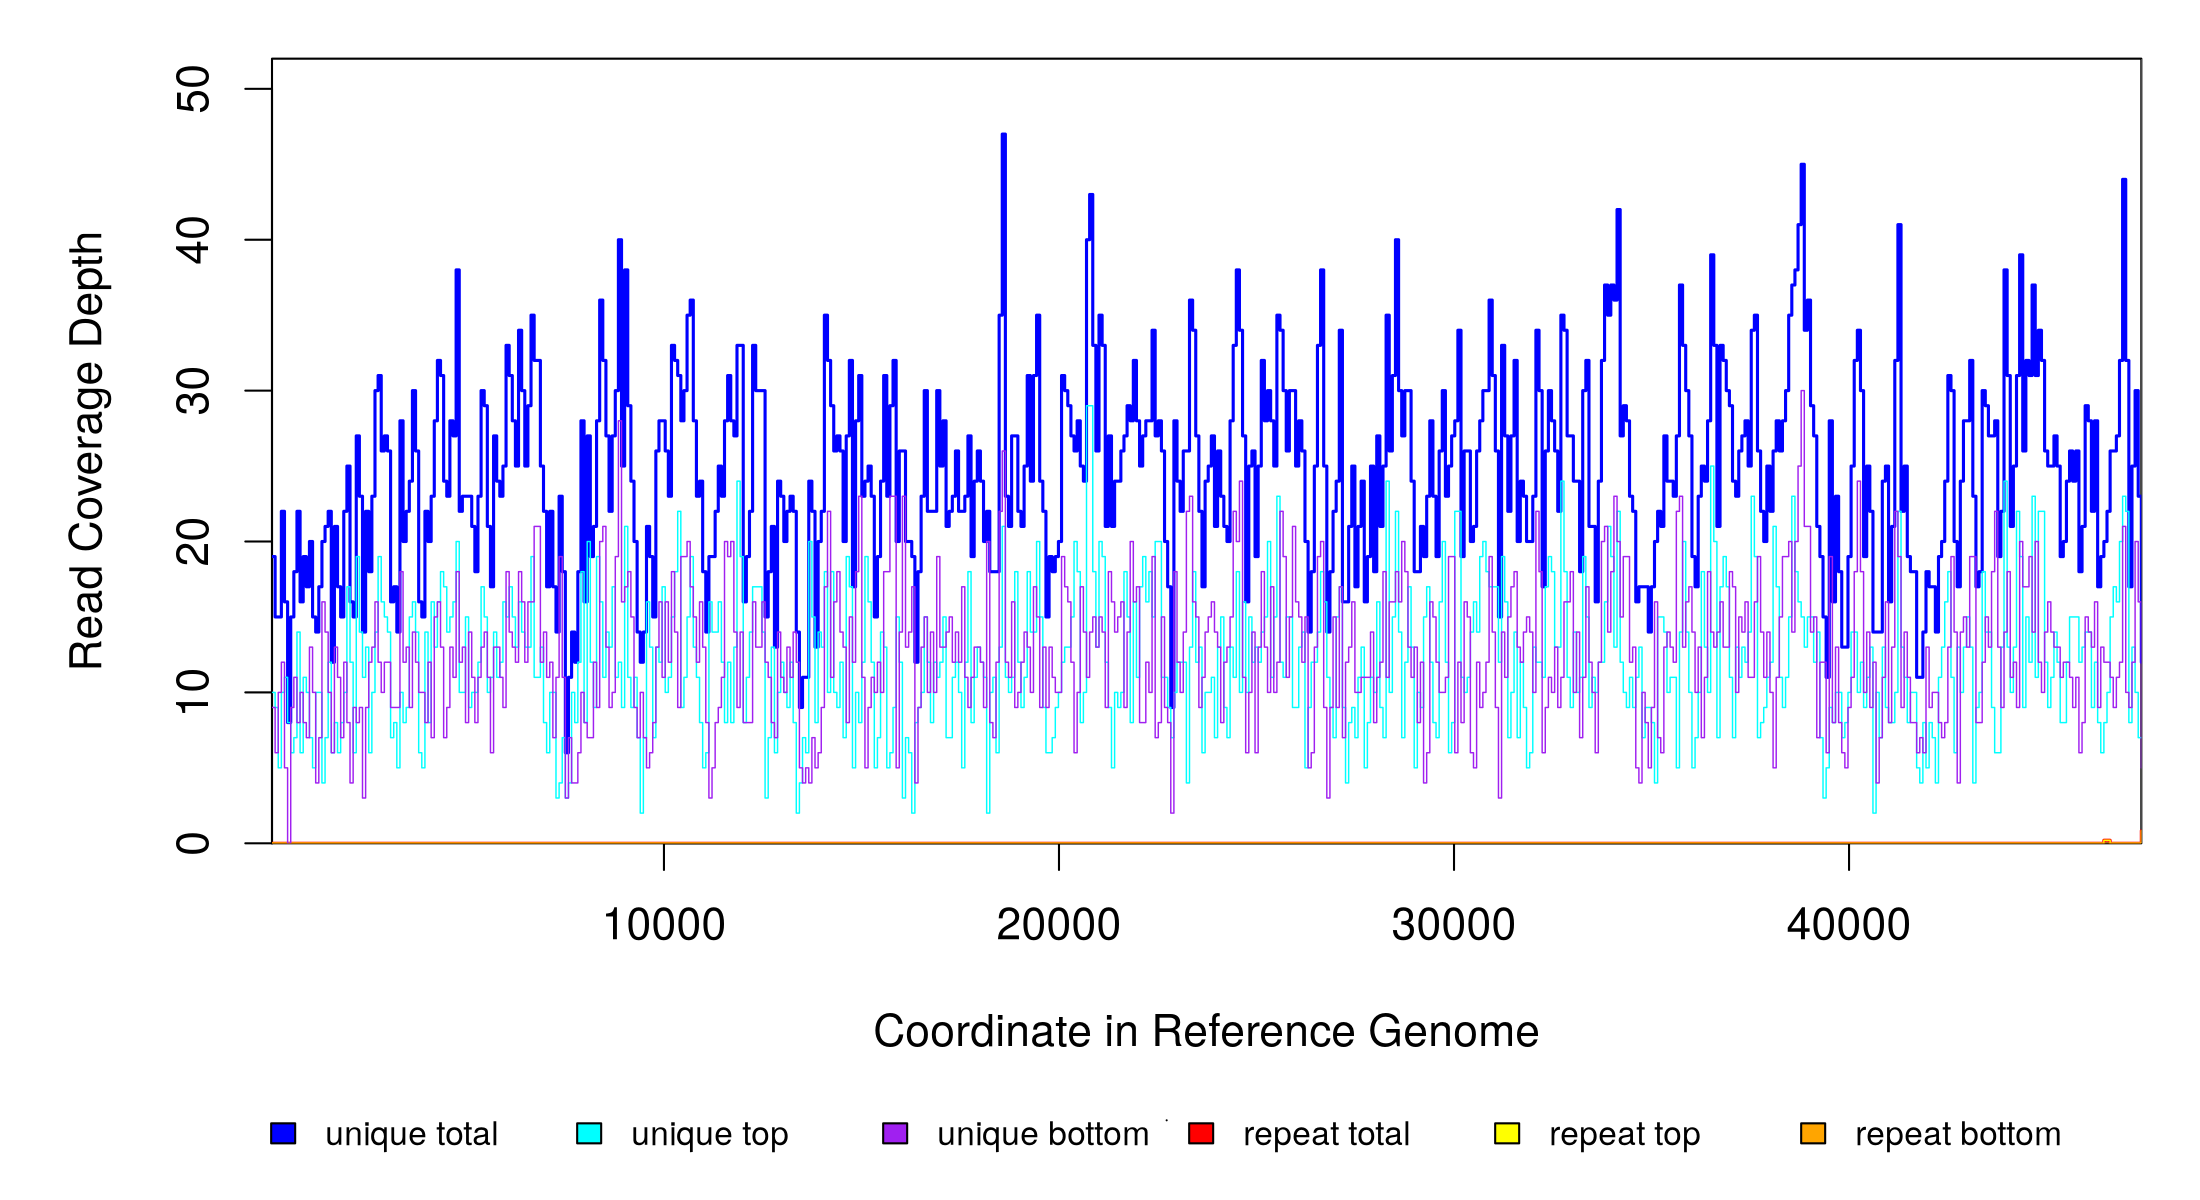 50
40
30
20
10
0
Read Coverage Depth
10000 20000 30000 40000
Coordinate in Reference Genome
unique total unique top unique bottom repeat total repeat top repeat bottom